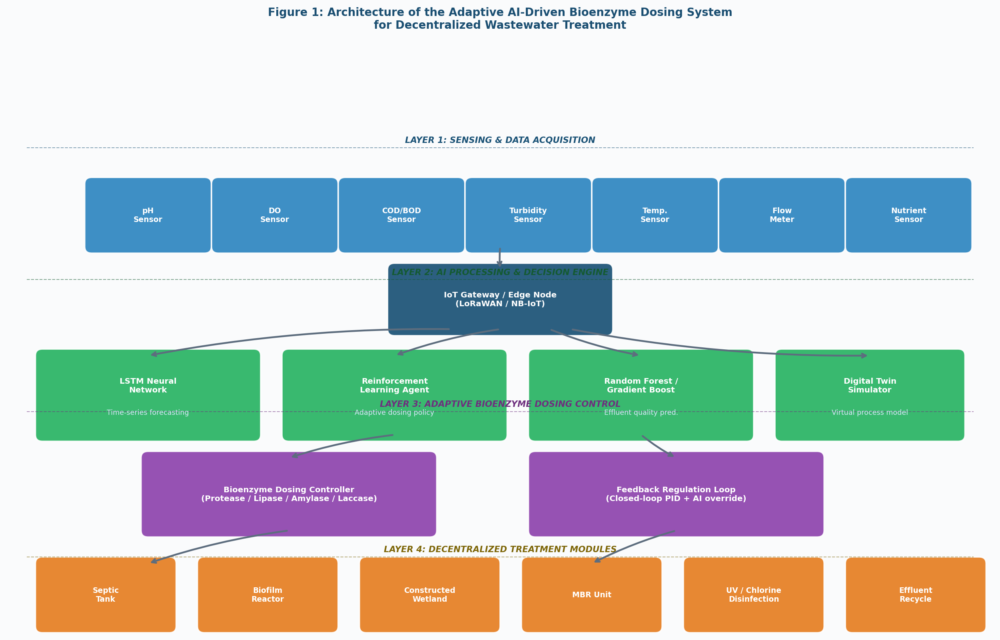 Figure 1: Architecture of the Adaptive AI-Driven Bioenzyme Dosing System
for Decentralized Wastewater Treatment
LAYER 1: SENSING & DATA ACQUISITION
pH
Sensor
DO
Sensor
COD/BOD
Sensor
Turbidity
Sensor
Temp.
Sensor
Flow
Meter
Nutrient
Sensor
LAYER 2: AI PROCESSING & DECISION ENGINE
IoT Gateway / Edge Node
(LoRaWAN / NB-IoT)
LSTM Neural
Network
Time-series forecasting
Reinforcement
Learning Agent
Adaptive dosing policy
Random Forest /
Gradient Boost
Effluent quality pred.
Digital Twin
Simulator
Virtual process model
LAYER 3: ADAPTIVE BIOENZYME DOSING CONTROL
Bioenzyme Dosing Controller
(Protease / Lipase / Amylase / Laccase)
Feedback Regulation Loop
(Closed-loop PID + AI override)
LAYER 4: DECENTRALIZED TREATMENT MODULES
Septic
Tank
Biofilm
Reactor
Constructed
Wetland
MBR Unit
UV / Chlorine
Disinfection
Effluent
Recycle